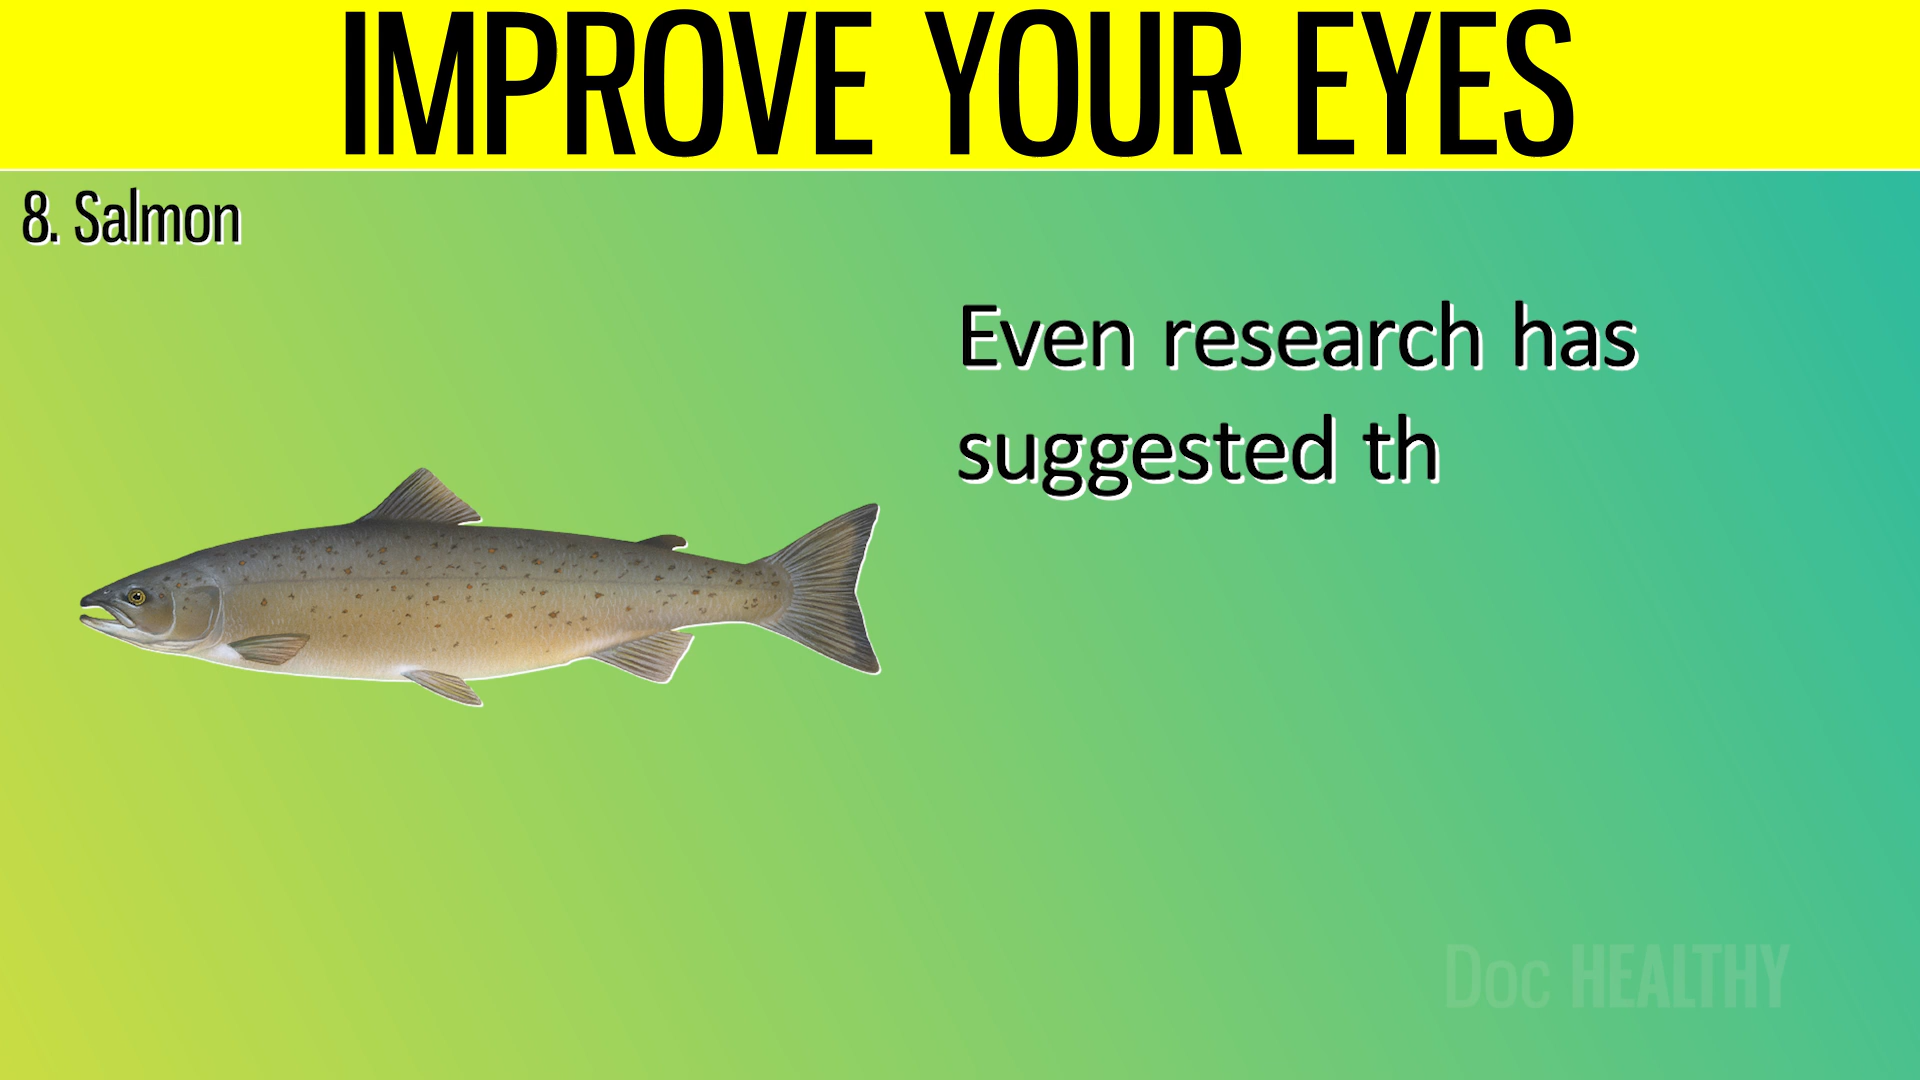 IMPROVE YOUR EYES
8. Salmon
Even research has
suggested th
Doc HEALTHY